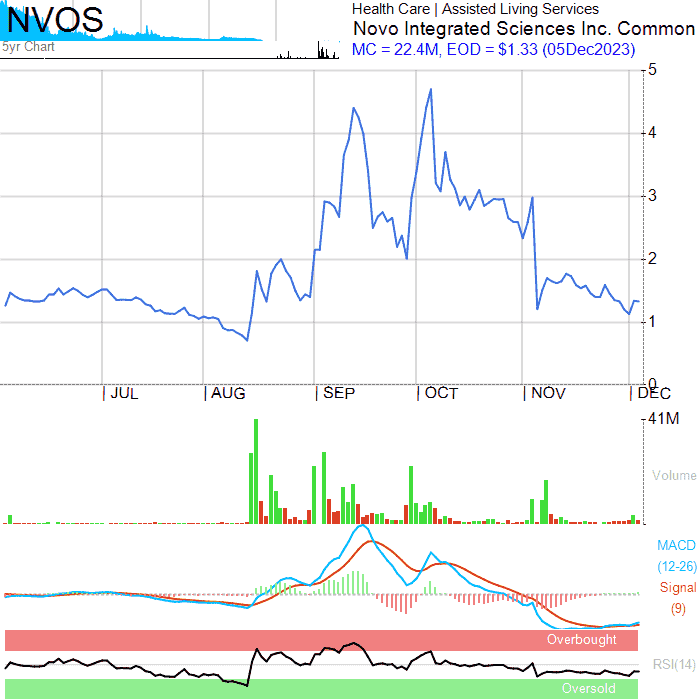 NVOS
5yr Chart
Health Care | Assisted Living Services
Novo Integrated Sciences Inc. Common
MC = 22.4M, EOD = $1.33 (05Dec2023)
5
4
3
2
1
0
JUL
AUG
SEP
OCT
NOV
DEC
41M
Volume
MACD
(12-26)
Signal
(9)
Overbought
RSI(14)
Oversold